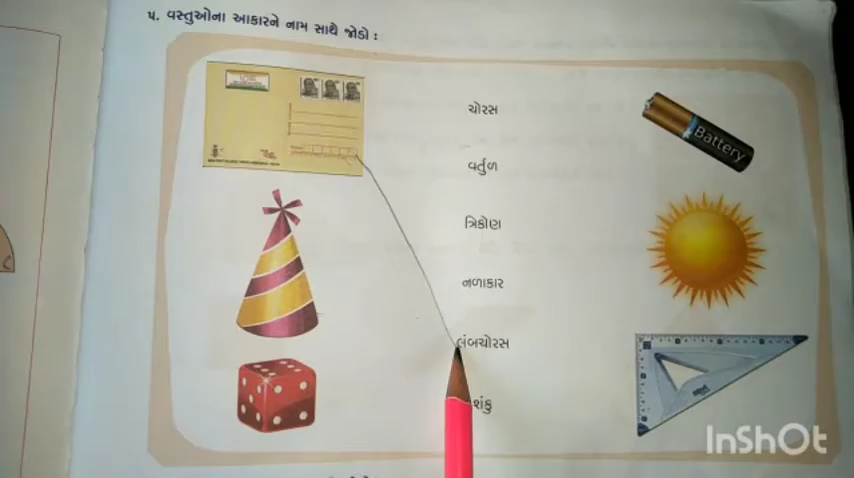 ૫. વસ્તુઓના આકારને નામ સાથે જોડો :
ચોરસ
Battery
વર્તુળ
ત્રિકોણ
નળાકાર
લંબચોરસ
શંકુ
InShOt